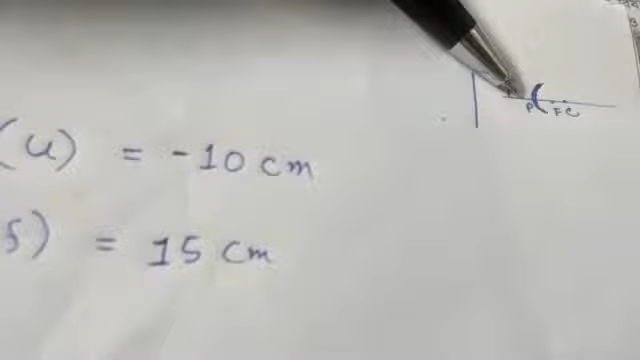 (u) = -10 cm
f) = 15 cm
P F C